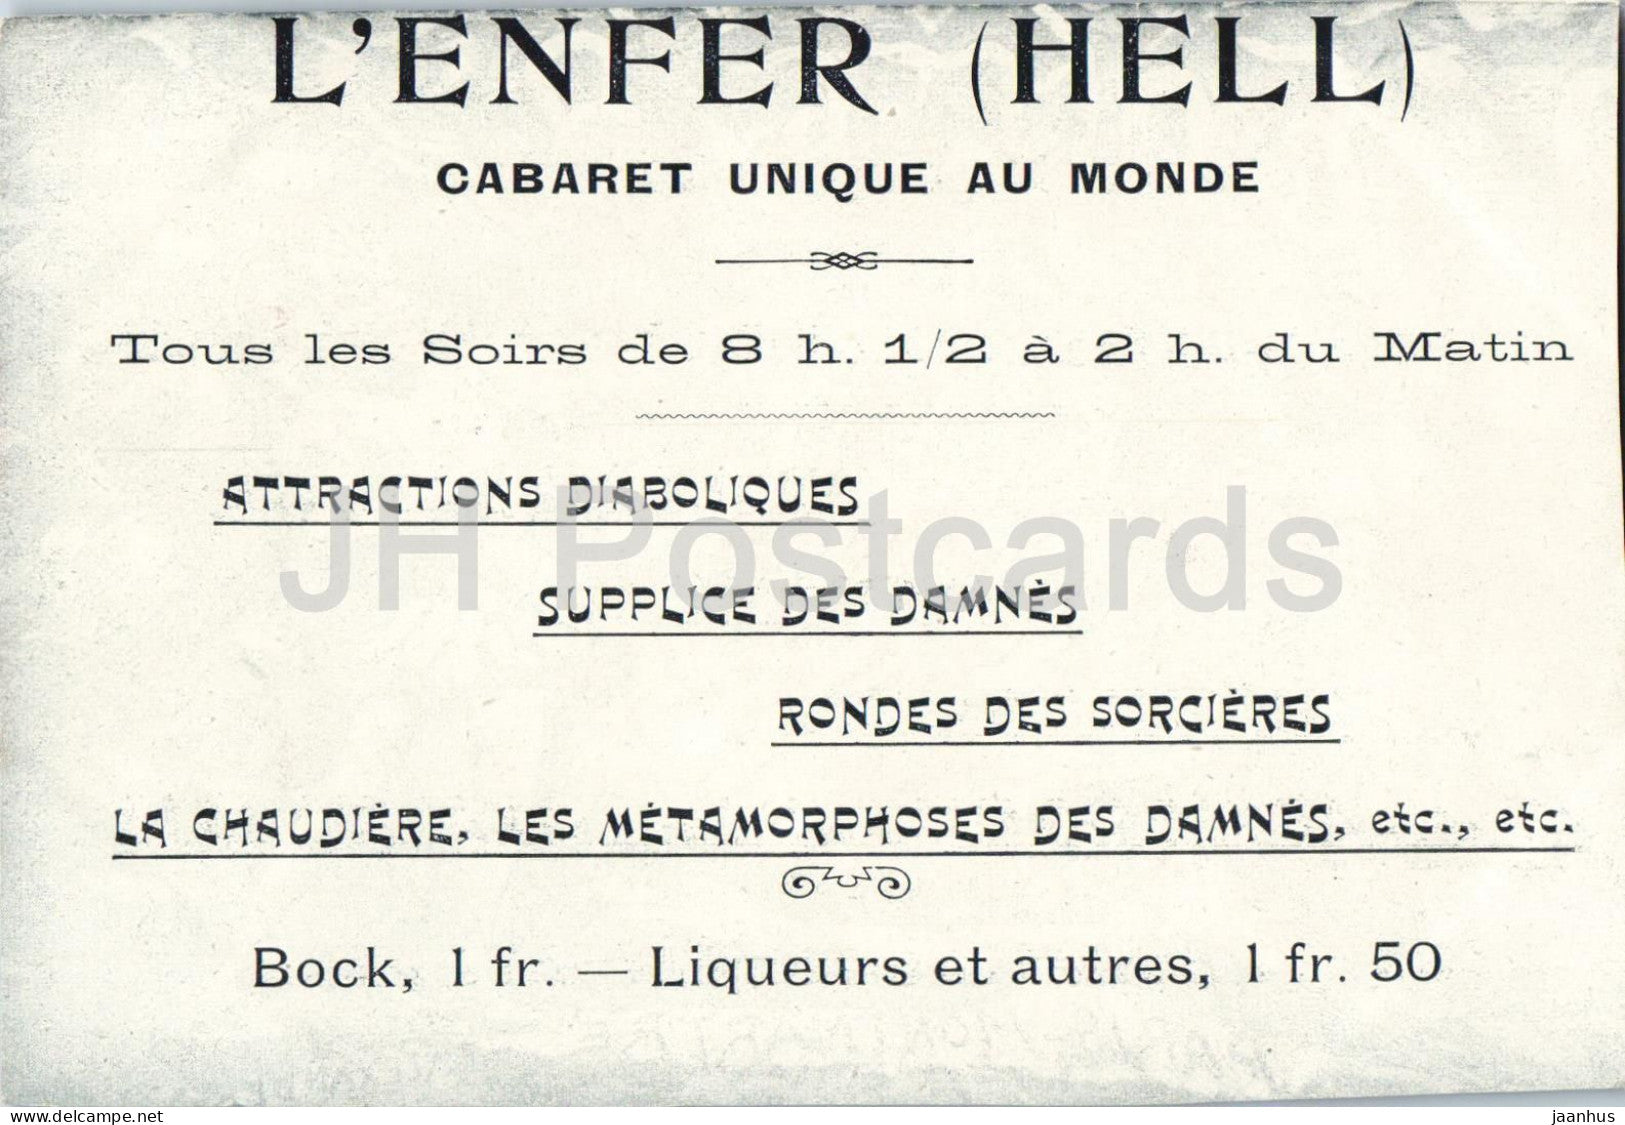 L'ENFER (HELL)
CABARET UNIQUE AU MONDE
Tous les Soirs de 8 h. 1/2 à 2 h. du Matin
ATTRACTIONS DIABOLIQUES
JH Postcards
SUPPLICE DES DAMNÉS
RONDES DES SORCIÈRES
LA CHAUDIÈRE, LES MÉTAMORPHOSES DES DAMNÉS, etc., etc.
Bock, 1 fr. — Liqueurs et autres, 1 fr. 50
www.delcampe.net
jaanhus